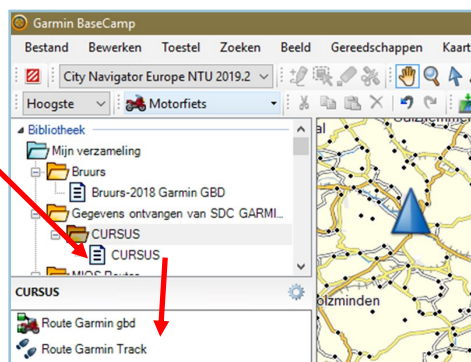 Garmin BaseCamp
Bestand Bewerken Toestel Zoeken Beeld Gereedschappen Kaart
City Navigator Europe NTU 2019.2
Hoogste Motorfiets
Bibliotheek
Mijn verzameling
Bruurs
Bruurs-2018 Garmin GBD
Gegevens ontvangen van SDC GARMI...
CURSUS
CURSUS
CURSUS
Route Garmin gbd
Route Garmin Track
olzminden